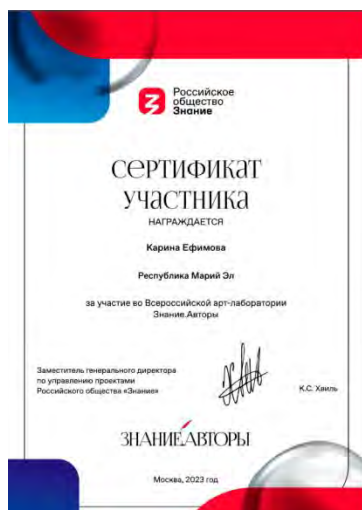 Российское
общество
Знание
СЕРТИФИКАТ
УЧАСТНИКА
НАГРАЖДАЕТСЯ
Карина Ефимова
Республика Марий Эл
за участие во Всероссийской арт-лаборатории
Знание.Авторы
Заместитель генерального директора
по управлению проектами
Российского общества «Знание»
К.С. Хвиль
ЗНАНИЕ.АВТОРЫ
Москва, 2023 год